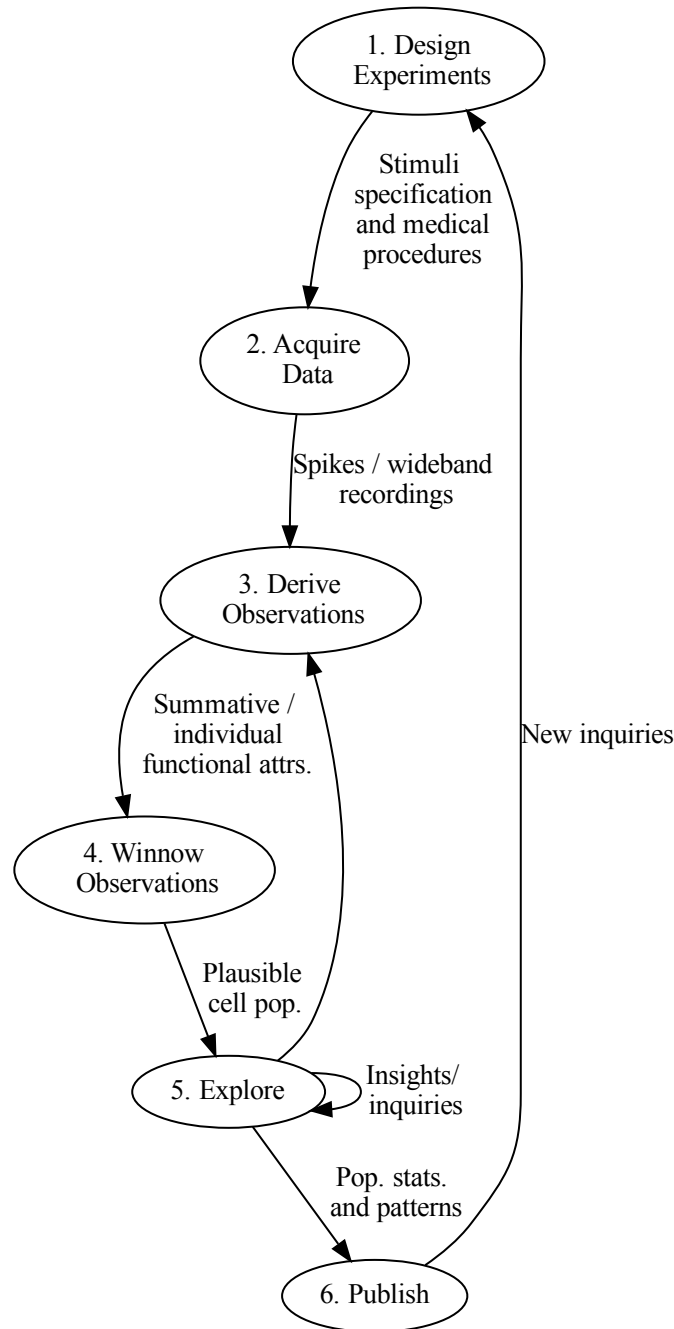 1. Design
Experiments
Stimuli
specification
and medical
procedures
2. Acquire
Data
Spikes / wideband
recordings
3. Derive
Observations
Summative /
individual
functional attrs.
New inquiries
4. Winnow
Observations
Plausible
cell pop.
5. Explore
Insights/
inquiries
Pop. stats.
and patterns
6. Publish